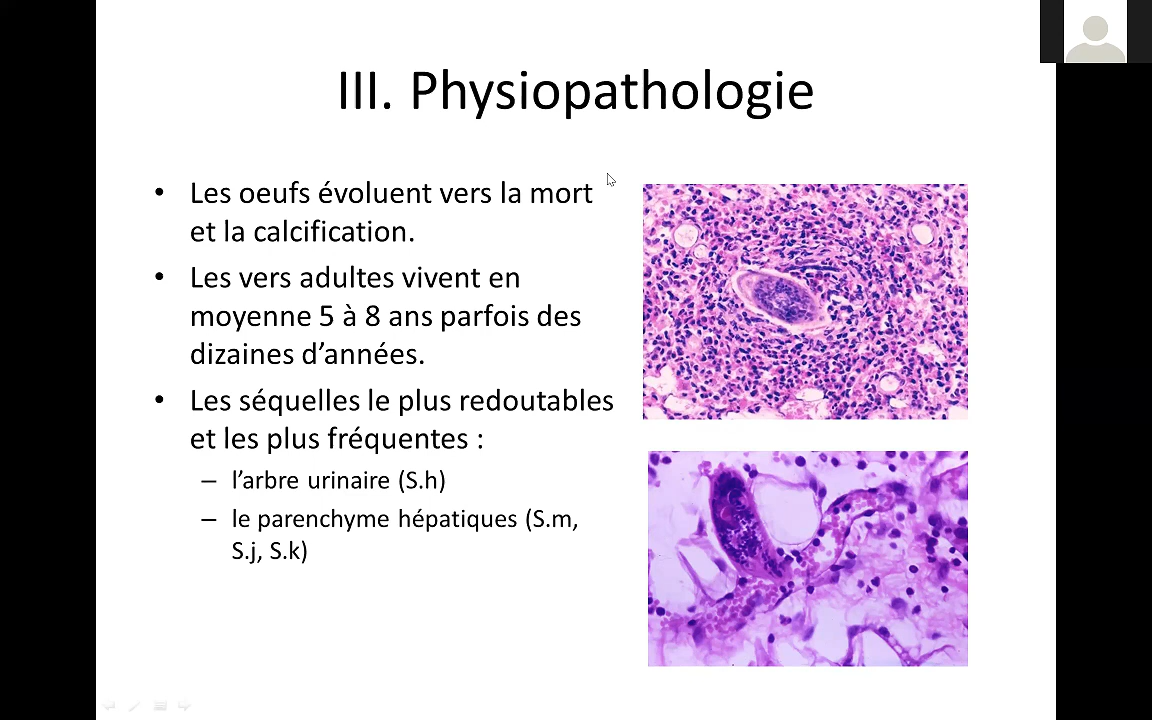 III. Physiopathologie
• Les oeufs évoluent vers la mort
et la calcification.
• Les vers adultes vivent en
moyenne 5 à 8 ans parfois des
dizaines d’années.
• Les séquelles le plus redoutables
et les plus fréquentes :
– l’arbre urinaire (S.h)
– le parenchyme hépatiques (S.m,
S.j, S.k)